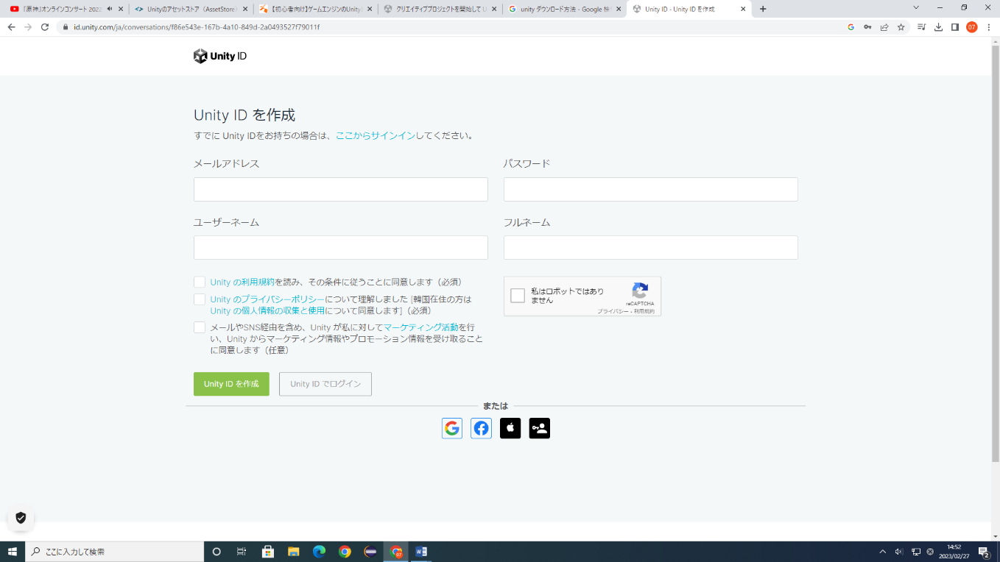 『原神』オンラインコンサート 2022
Unityのアセットストア（AssetStore）
【初心者向け】ゲームエンジンのUnity
クリエイティブプロジェクトを開始して U
unity ダウンロード方法 - Google 検
Unity ID - Unity ID を作成
id.unity.com/ja/conversations/f86e543e-167b-4a10-849d-2a0493527f79011f
07
Unity ID
Unity ID を作成
すでに Unity IDをお持ちの場合は、ここからサインインしてください。
メールアドレス
パスワード
ユーザーネーム
フルネーム
Unity の利用規約を読み、その条件に従うことに同意します（必須）
Unity のプライバシーポリシーについて理解しました [韓国在住の方は
Unity の個人情報の収集と使用について同意します]（必須）
メールやSNS経由を含め、Unity が私に対してマーケティング活動を行
い、Unity からマーケティング情報やプロモーション情報を受け取ること
に同意します（任意）
私はロボットではあり
ません
reCAPTCHA
プライバシー - 利用規約
Unity ID を作成
Unity ID でログイン
または
ここに入力して検索
07
14:52
2023/02/27
2